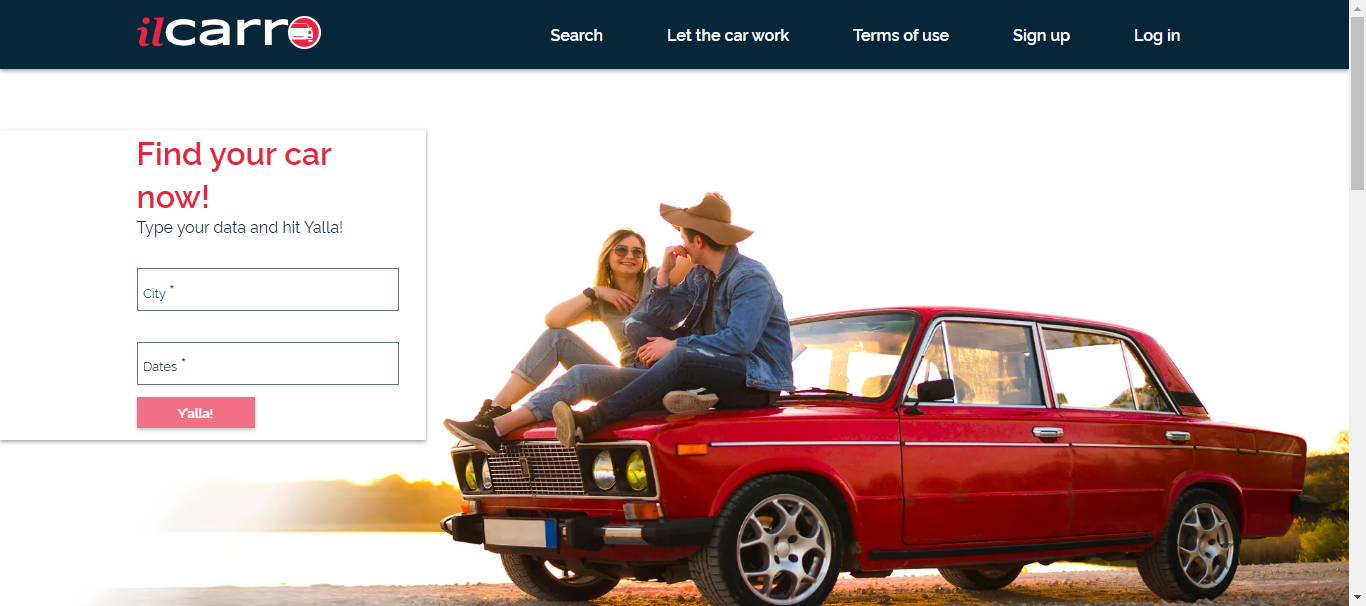 ilcarro
Search
Let the car work
Terms of use
Sign up
Log in
Find your car
now!
Type your data and hit Yalla!
City *
Dates *
Y'alla!